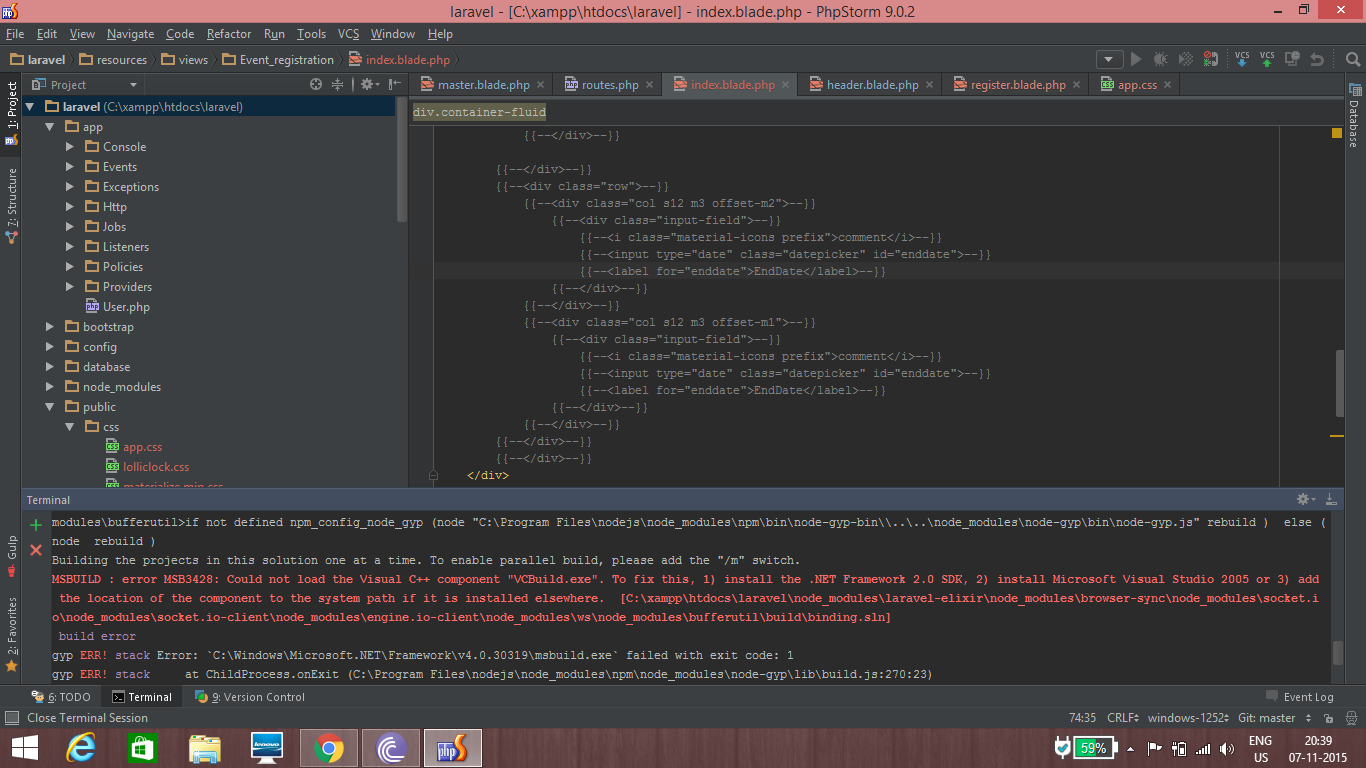 laravel - [C:\xampp\htdocs\laravel] - index.blade.php - PhpStorm 9.0.2
File Edit View Navigate Code Refactor Run Tools VCS Window Help
laravel resources views Event_registration index.blade.php
VCS VCS
Project
master.blade.php routes.php index.blade.php header.blade.php register.blade.php app.css
1: Project
7: Structure
Gulp
2: Favorites
Database
laravel (C:\xampp\htdocs\laravel)
app
Console
Events
Exceptions
Http
Jobs
Listeners
Policies
Providers
User.php
bootstrap
config
database
node_modules
public
css
app.css
lolliclock.css
materialize.min.css
div.container-fluid
{{--</div>--}}
{{--</div>--}}
{{--<div class="row">--}}
{{--<div class="col s12 m3 offset-m2">--}}
{{--<div class="input-field">--}}
{{--<i class="material-icons prefix">comment</i>--}}
{{--<input type="date" class="datepicker" id="enddate">--}}
{{--<label for="enddate">EndDate</label>--}}
{{--</div>--}}
{{--</div>--}}
{{--<div class="col s12 m3 offset-m1">--}}
{{--<div class="input-field">--}}
{{--<i class="material-icons prefix">comment</i>--}}
{{--<input type="date" class="datepicker" id="enddate">--}}
{{--<label for="enddate">EndDate</label>--}}
{{--</div>--}}
{{--</div>--}}
{{--</div>--}}
{{--</div>--}}
</div>
Terminal
modules\bufferutil>if not defined npm_config_node_gyp (node "C:\Program Files\nodejs\node_modules\npm\bin\node-gyp-bin\\..\..\node_modules\node-gyp\bin\node-gyp.js" rebuild )  else (
node  rebuild )
Building the projects in this solution one at a time. To enable parallel build, please add the "/m" switch.
MSBUILD : error MSB3428: Could not load the Visual C++ component "VCBuild.exe". To fix this, 1) install the .NET Framework 2.0 SDK, 2) install Microsoft Visual Studio 2005 or 3) add
the location of the component to the system path if it is installed elsewhere.  [C:\xampp\htdocs\laravel\node_modules\laravel-elixir\node_modules\browser-sync\node_modules\socket.i
o\node_modules\socket.io-client\node_modules\engine.io-client\node_modules\ws\node_modules\bufferutil\build\binding.sln]
build error
gyp ERR! stack Error: `C:\Windows\Microsoft.NET\Framework\v4.0.30319\msbuild.exe` failed with exit code: 1
gyp ERR! stack     at ChildProcess.onExit (C:\Program Files\nodejs\node_modules\npm\node_modules\node-gyp\lib\build.js:270:23)
6: TODO Terminal 9: Version Control Event Log
Close Terminal Session 74:35 CRLF windows-1252 Git: master
lenovo
59%
ENG
US
20:39
07-11-2015